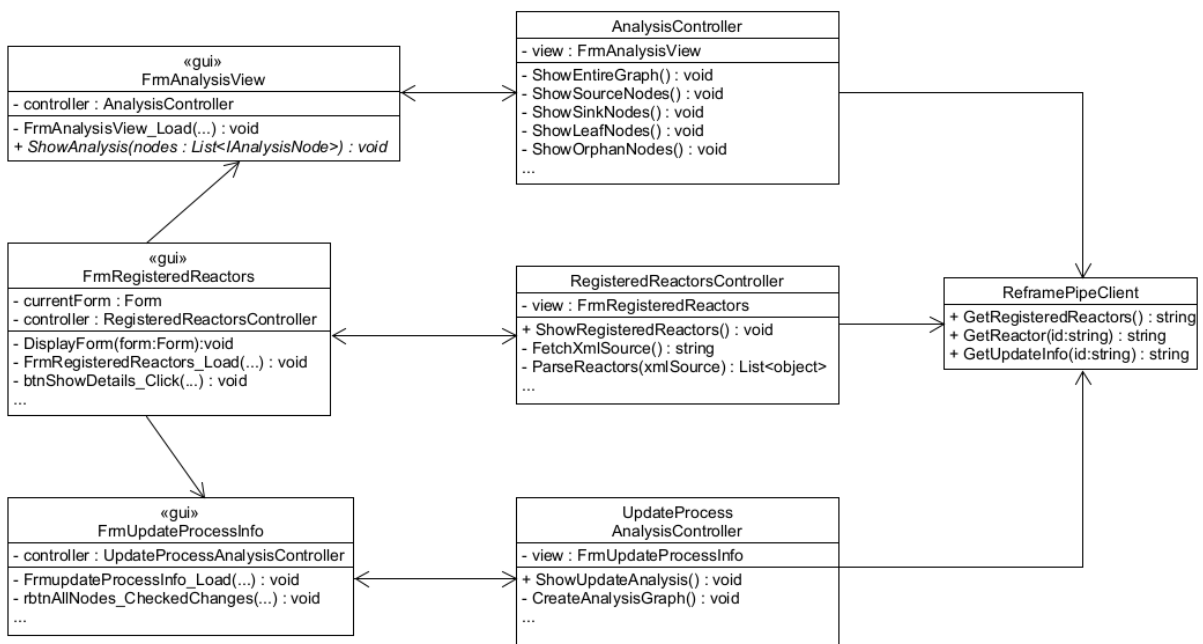 «gui»
FrmAnalysisView
- controller : AnalysisController
- FrmAnalysisView_Load(...) : void
+ ShowAnalysis(nodes : List<IAnalysisNode>) : void
AnalysisController
- view : FrmAnalysisView
- ShowEntireGraph() : void
- ShowSourceNodes() : void
- ShowSinkNodes() : void
- ShowLeafNodes() : void
- ShowOrphanNodes() : void
...
«gui»
FrmRegisteredReactors
- currentForm : Form
- controller : RegisteredReactorsController
- DisplayForm(form:Form):void
- FrmRegisteredReactors_Load(...) : void
- btnShowDetails_Click(...) : void
...
RegisteredReactorsController
- view : FrmRegisteredReactors
+ ShowRegisteredReactors() : void
- FetchXmlSource() : string
- ParseReactors(xmlSource) : List<object>
...
ReframePipeClient
+ GetRegisteredReactors() : string
+ GetReactor(id:string) : string
+ GetUpdateInfo(id:string) : string
«gui»
FrmUpdateProcessInfo
- controller : UpdateProcessAnalysisController
- FrmupdateProcessInfo_Load(...) : void
- rbtnAllNodes_CheckedChanges(...) : void
...
UpdateProcess
AnalysisController
- view : FrmUpdateProcessInfo
+ ShowUpdateAnalysis() : void
- CreateAnalysisGraph() : void
...